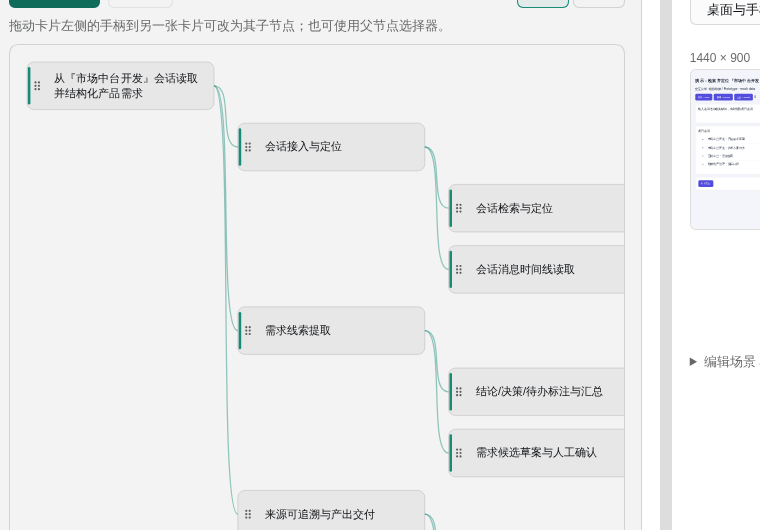 拖动卡片左侧的手柄到另一张卡片可改为其子节点；也可使用父节点选择器。
从『市场中台开发』会话读取
并结构化产品需求
会话接入与定位
会话检索与定位
会话消息时间线读取
需求线索提取
结论/决策/待办标注与汇总
需求候选草案与人工确认
来源可追溯与产出交付
桌面与手
1440 × 900
编辑场景